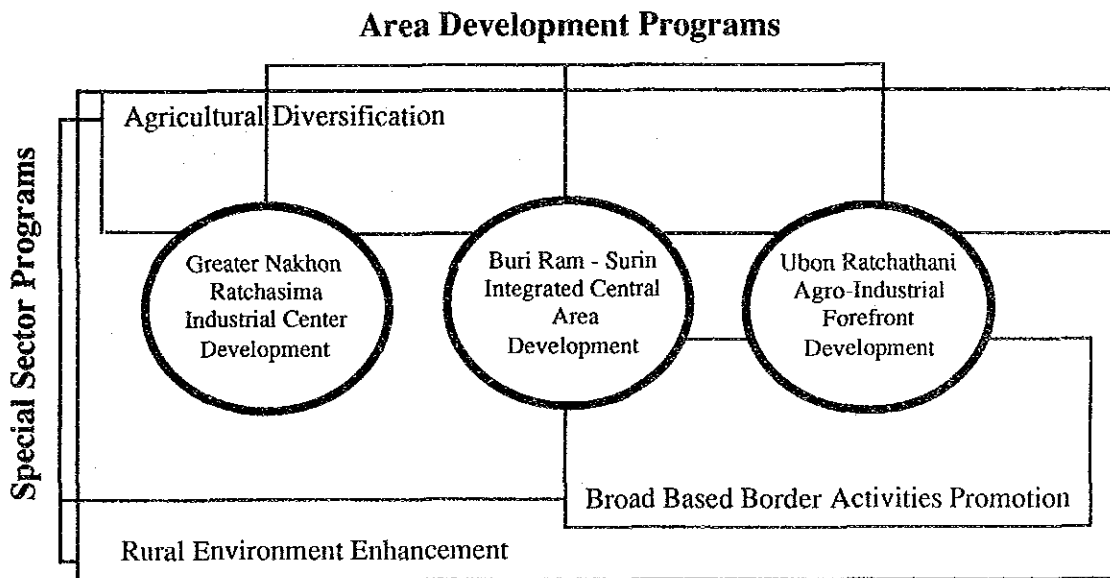 Area Development Programs
Special Sector Programs
Agricultural Diversification
Greater Nakhon
Ratchasima
Industrial Center
Development
Buri Ram - Surin
Integrated Central
Area
Development
Ubon Ratchathani
Agro-Industrial
Forefront
Development
Broad Based Border Activities Promotion
Rural Environment Enhancement